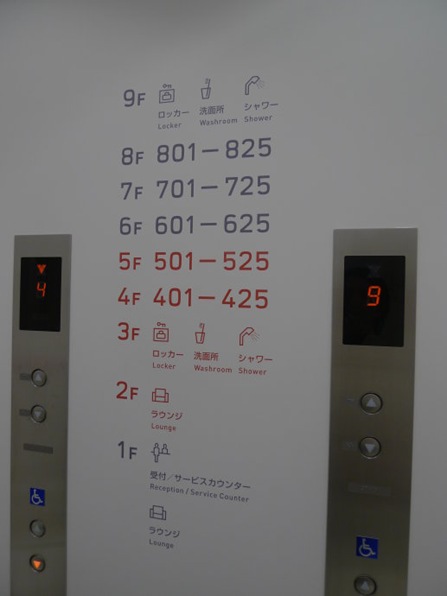 9F
ロッカー 洗面所 シャワー
Locker Washroom Shower
8F 801－825
7F 701－725
6F 601－625
5F 501－525
4F 401－425
3F
ロッカー 洗面所 シャワー
Locker Washroom Shower
2F
ラウンジ
Lounge
1F
受付／サービスカウンター
Reception / Service Counter
ラウンジ
Lounge
4
9